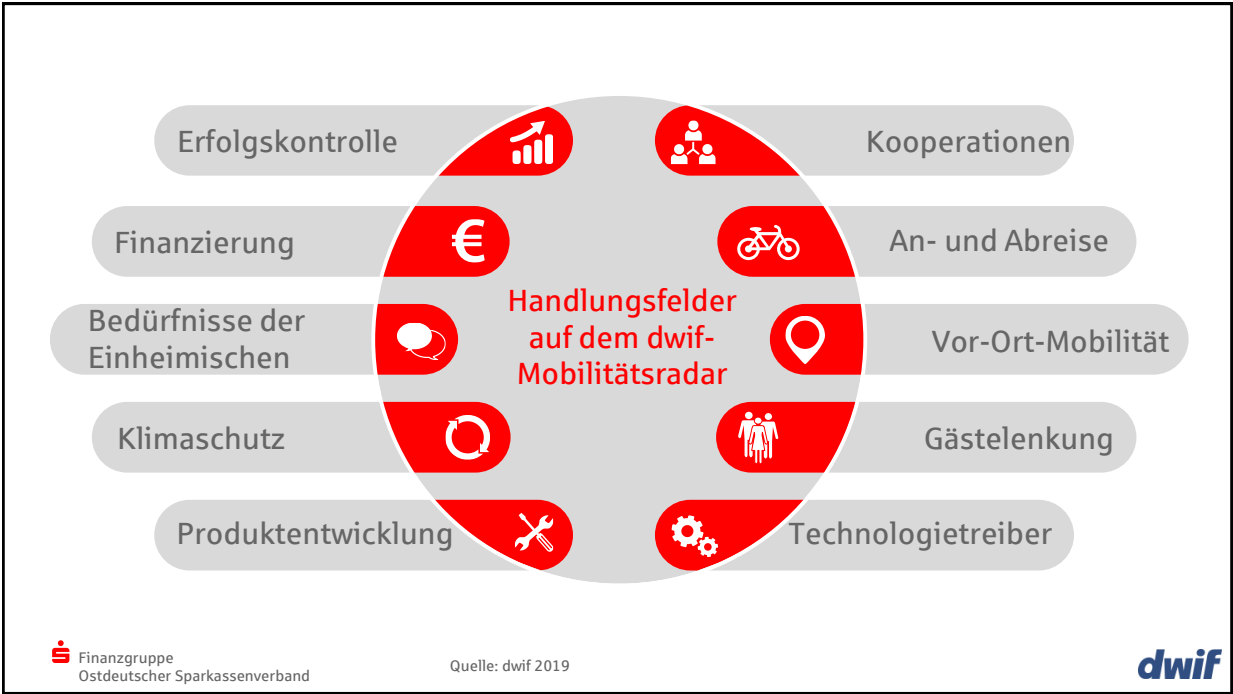 Erfolgskontrolle
Kooperationen
Finanzierung
€
An- und Abreise
Handlungsfelder
auf dem dwif-
Mobilitätsradar
Bedürfnisse der
Einheimischen
Vor-Ort-Mobilität
Klimaschutz
Gästelenkung
Produktentwicklung
Technologietreiber
Finanzgruppe
Ostdeutscher Sparkassenverband
Quelle: dwif 2019
dwif